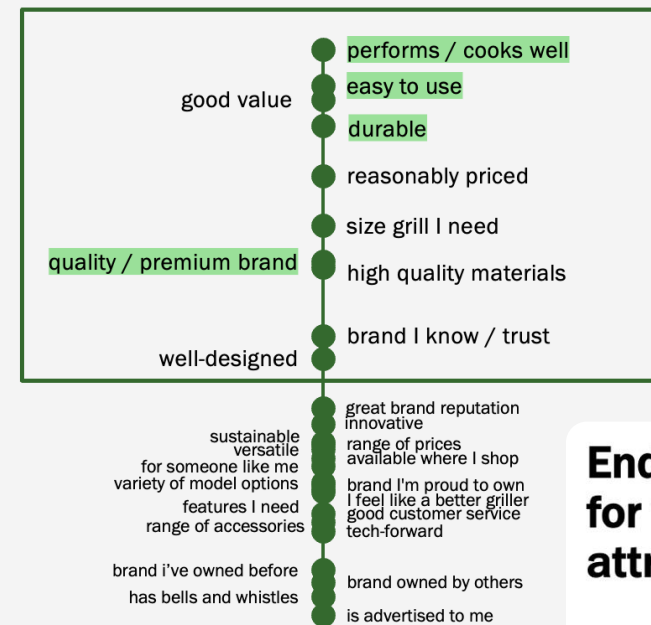 performs / cooks well
easy to use
good value
durable
reasonably priced
size grill I need
quality / premium brand
high quality materials
brand I know / trust
well-designed
great brand reputation
innovative
sustainable
range of prices
versatile
available where I shop
for someone like me
variety of model options
brand I'm proud to own
I feel like a better griller
features I need
good customer service
range of accessories
tech-forward
brand i've owned before
brand owned by others
has bells and whistles
is advertised to me
for